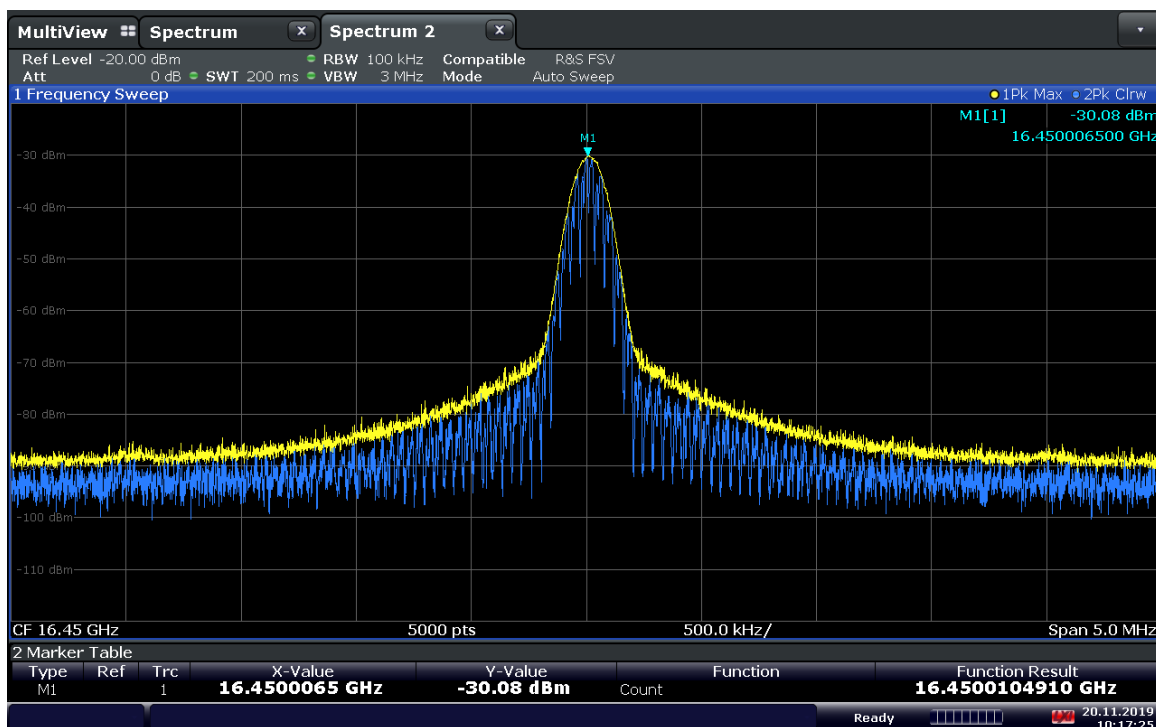 MultiView Spectrum X Spectrum 2 X
Ref Level -20.00 dBm RBW 100 kHz Compatible R&S FSV
Att 0 dB SWT 200 ms VBW 3 MHz Mode Auto Sweep
1 Frequency Sweep 1Pk Max 2Pk Clrw
M1[1] -30.08 dBm
16.450006500 GHz
M1
-30 dBm
-40 dBm
-50 dBm
-60 dBm
-70 dBm
-80 dBm
-100 dBm
-110 dBm
CF 16.45 GHz 5000 pts 500.0 kHz/ Span 5.0 MHz
2 Marker Table
Type Ref Trc X-Value Y-Value Function Function Result
M1 1 16.4500065 GHz -30.08 dBm Count 16.4500104910 GHz
Ready 20.11.2019
10:17:25